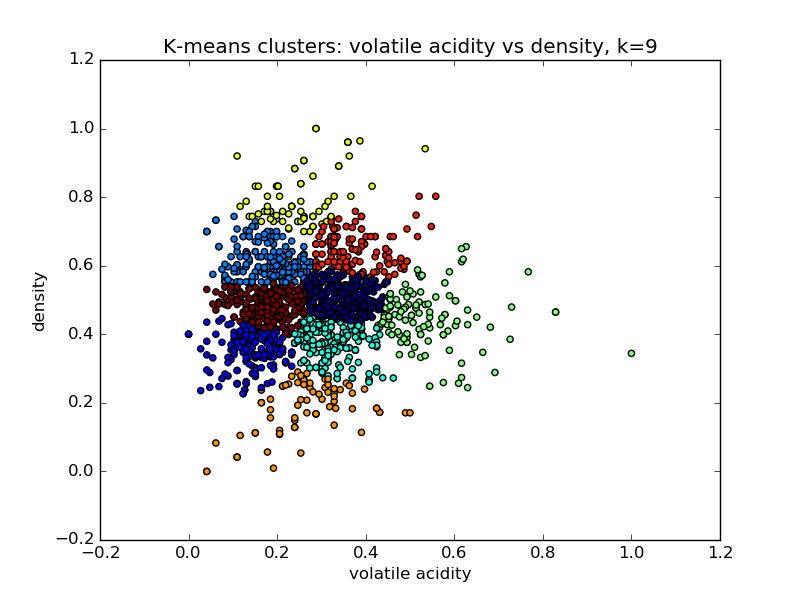 K-means clusters: volatile acidity vs density, k=9
1.2
1.0
0.8
0.6
0.4
0.2
0.0
−0.2
density
−0.2 0.0 0.2 0.4 0.6 0.8 1.0 1.2
volatile acidity